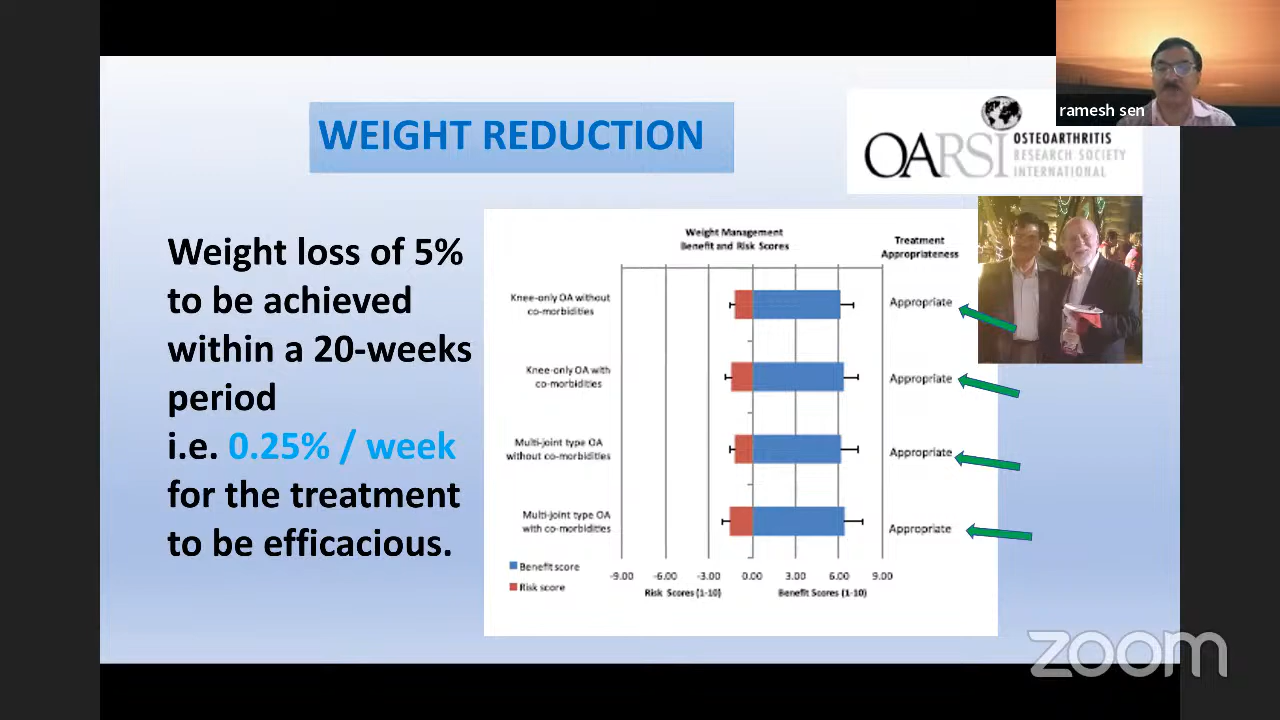 ramesh sen
WEIGHT REDUCTION
OARSI
OSTEOARTHRITIS
RESEARCH SOCIETY
INTERNATIONAL
Weight loss of 5%
to be achieved
within a 20-weeks
period
i.e. 0.25% / week
for the treatment
to be efficacious.
Weight Management
Benefit and Risk Scores
Treatment
Appropriateness
Knee-only OA without
co-morbidities
Appropriate
Knee-only OA with
co-morbidities
Appropriate
Multi-joint type OA
without co-morbidities
Appropriate
Multi-joint type OA
with co-morbidities
Appropriate
Benefit score
Risk score
-9.00 -6.00 -3.00 0.00 3.00 6.00 9.00
Risk Scores (1-10) Benefit Scores (1-10)
zoom